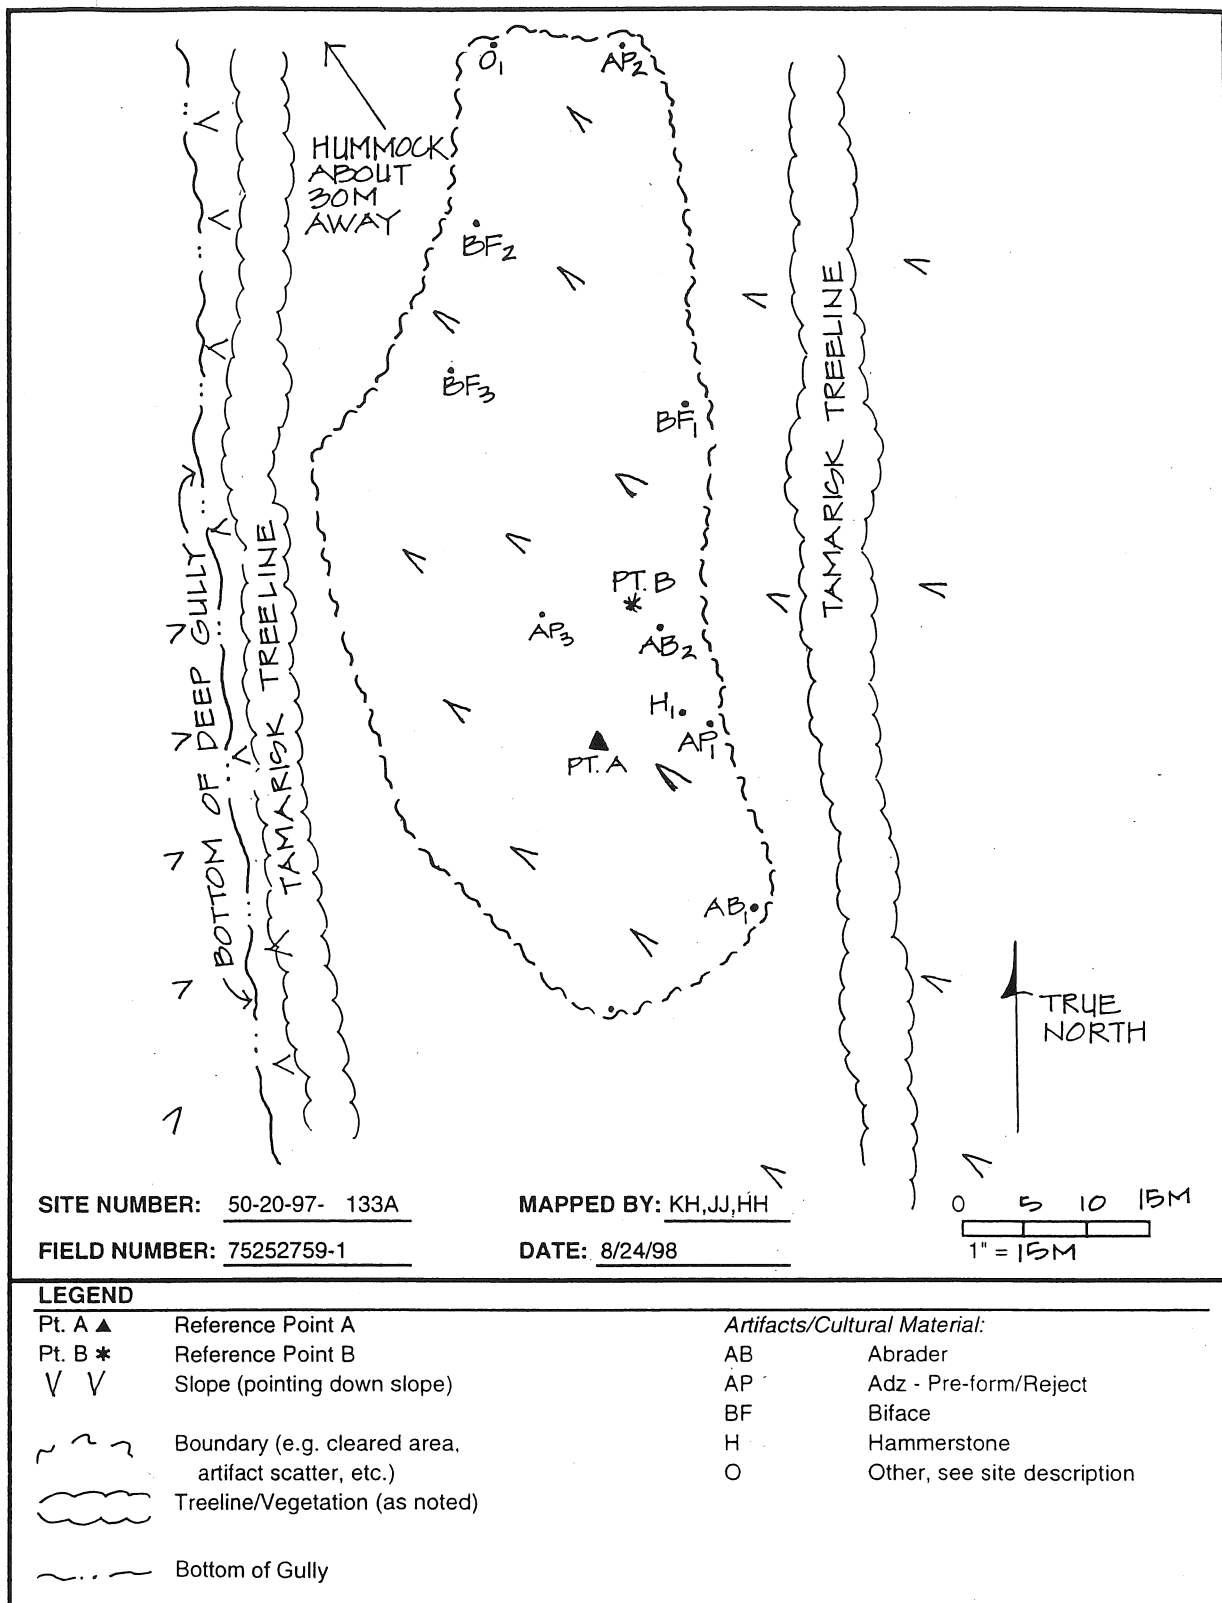 O1
AP2
HUMMOCK
ABOUT
30M
AWAY
BF2
BF3
BF1
TAMARISK TREELINE
TAMARISK TREELINE
BOTTOM OF DEEP GULLY
PT. B
AP3
AB2
H1
AP1
PT. A
AB1
TRUE
NORTH
SITE NUMBER: 50-20-97- 133A
MAPPED BY: KH,JJ,HH
0 5 10 15M
FIELD NUMBER: 75252759-1
DATE: 8/24/98
1" = 15M
LEGEND
Pt. A ▲ Reference Point A
Pt. B * Reference Point B
Slope (pointing down slope)
Boundary (e.g. cleared area,
artifact scatter, etc.)
Treeline/Vegetation (as noted)
Bottom of Gully
Artifacts/Cultural Material:
AB Abrader
AP Adz - Pre-form/Reject
BF Biface
H Hammerstone
O Other, see site description